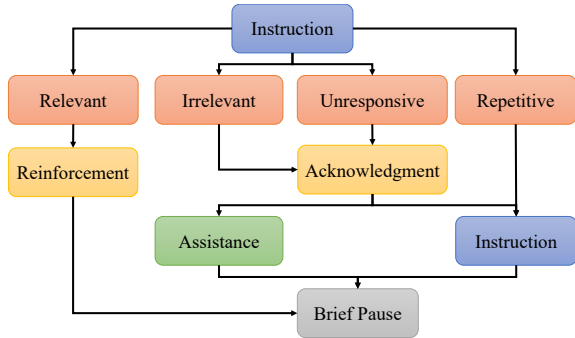 Instruction
Relevant
Irrelevant
Unresponsive
Repetitive
Reinforcement
Acknowledgment
Assistance
Instruction
Brief Pause